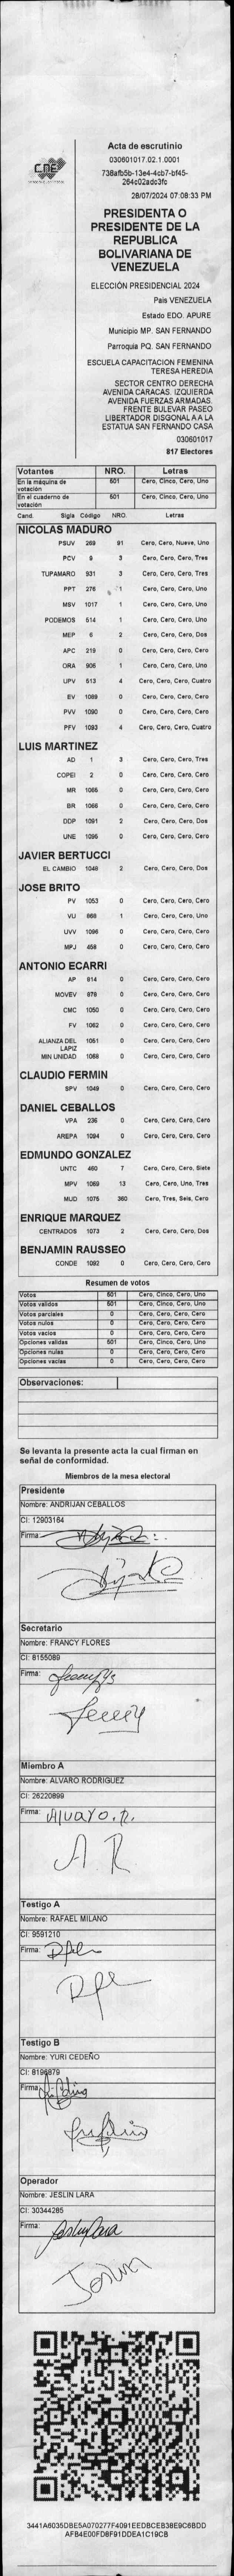 Acta de escrutinio
030601017.02.1.0001
738afb5b-13e4-4cb7-bf45-
264c02adc3fc
28/07/2024 07:08:33 PM
CNE
PRESIDENTA O
PRESIDENTE DE LA
REPUBLICA
BOLIVARIANA DE
VENEZUELA
ELECCIÓN PRESIDENCIAL 2024
Pais VENEZUELA
Estado EDO. APURE
Municipio MP. SAN FERNANDO
Parroquia PQ. SAN FERNANDO
ESCUELA CAPACITACION FEMENINA
TERESA HEREDIA
SECTOR CENTRO DERECHA
AVENIDA CARACAS. IZQUIERDA
AVENIDA FUERZAS ARMADAS.
FRENTE BULEVAR PASEO
LIBERTADOR DISGONAL A A LA
ESTATUA SAN FERNANDO CASA
030601017
817 Electores
Votantes NRO. Letras
En la máquina de votación 501 Cero, Cinco, Cero, Uno
En el cuaderno de votación 501 Cero, Cinco, Cero, Uno
Cand. Sigla Código NRO. Letras
NICOLAS MADURO
PSUV 269 91 Cero, Cero, Nueve, Uno
PCV 9 3 Cero, Cero, Cero, Tres
TUPAMARO 931 3 Cero, Cero, Cero, Tres
PPT 276 1 Cero, Cero, Cero, Uno
MSV 1017 1 Cero, Cero, Cero, Uno
PODEMOS 514 1 Cero, Cero, Cero, Uno
MEP 6 2 Cero, Cero, Cero, Dos
APC 219 0 Cero, Cero, Cero, Cero
ORA 906 1 Cero, Cero, Cero, Uno
UPV 513 4 Cero, Cero, Cero, Cuatro
EV 1089 0 Cero, Cero, Cero, Cero
PVV 1090 0 Cero, Cero, Cero, Cero
PFV 1093 4 Cero, Cero, Cero, Cuatro
LUIS MARTINEZ
AD 1 3 Cero, Cero, Cero, Tres
COPEI 2 0 Cero, Cero, Cero, Cero
MR 1066 0 Cero, Cero, Cero, Cero
BR 1066 0 Cero, Cero, Cero, Cero
DDP 1091 2 Cero, Cero, Cero, Dos
UNE 1095 0 Cero, Cero, Cero, Cero
JAVIER BERTUCCI
EL CAMBIO 1048 2 Cero, Cero, Cero, Dos
JOSE BRITO
PV 1053 0 Cero, Cero, Cero, Cero
VU 868 1 Cero, Cero, Cero, Uno
UVV 1096 0 Cero, Cero, Cero, Cero
MPJ 458 0 Cero, Cero, Cero, Cero
ANTONIO ECARRI
AP 814 0 Cero, Cero, Cero, Cero
MOVEV 878 0 Cero, Cero, Cero, Cero
CMC 1050 0 Cero, Cero, Cero, Cero
FV 1062 0 Cero, Cero, Cero, Cero
ALIANZA DEL LAPIZ 1051 0 Cero, Cero, Cero, Cero
MIN UNIDAD 1068 0 Cero, Cero, Cero, Cero
CLAUDIO FERMIN
SPV 1049 0 Cero, Cero, Cero, Cero
DANIEL CEBALLOS
VPA 236 0 Cero, Cero, Cero, Cero
AREPA 1094 0 Cero, Cero, Cero, Cero
EDMUNDO GONZALEZ
UNTC 460 7 Cero, Cero, Cero, Siete
MPV 1069 13 Cero, Cero, Uno, Tres
MUD 1075 360 Cero, Tres, Seis, Cero
ENRIQUE MARQUEZ
CENTRADOS 1073 2 Cero, Cero, Cero, Dos
BENJAMIN RAUSSEO
CONDE 1092 0 Cero, Cero, Cero, Cero
Resumen de votos
Votos 501 Cero, Cinco, Cero, Uno
Votos validos 501 Cero, Cinco, Cero, Uno
Votos parciales 0 Cero, Cero, Cero, Cero
Votos nulos 0 Cero, Cero, Cero, Cero
Votos vacios 0 Cero, Cero, Cero, Cero
Opciones validas 501 Cero, Cinco, Cero, Uno
Opciones nulas 0 Cero, Cero, Cero, Cero
Opciones vacias 0 Cero, Cero, Cero, Cero
Observaciones:
Se levanta la presente acta la cual firman en
señal de conformidad.
Miembros de la mesa electoral
Presidente
Nombre: ANDRIJAN CEBALLOS
CI: 12903164
Firma:
Secretario
Nombre: FRANCY FLORES
CI: 8155089
Firma:
Miembro A
Nombre: ALVARO RODRIGUEZ
CI: 26220899
Firma: Alvaro.R.
A R
Testigo A
Nombre: RAFAEL MILANO
CI: 9591210
Firma:
Testigo B
Nombre: YURI CEDEÑO
CI: 8196879
Firma:
Operador
Nombre: JESLIN LARA
CI: 30344285
Firma: Jeslin Lara
3441A6035D8E5A070277F4091EEDBCEB38E9C6BDD
AFB4E00FD8F91DDEA1C19CB